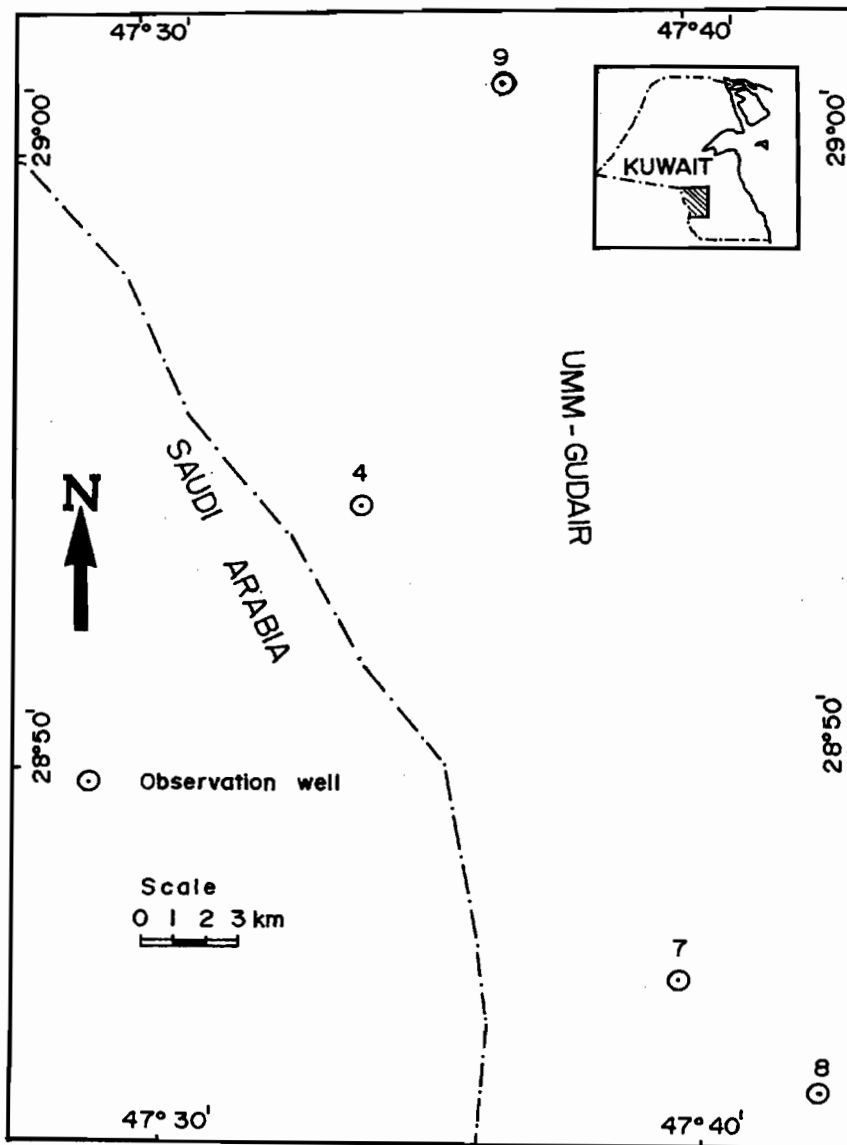 47°30'
47°40'
9
29°00'
29°00'
KUWAIT
UMM-GUDAIR
4
SAUDI
ARABIA
N
28°50'
28°50'
Observation well
Scale
0 1 2 3 km
7
8
47°30'
47°40'